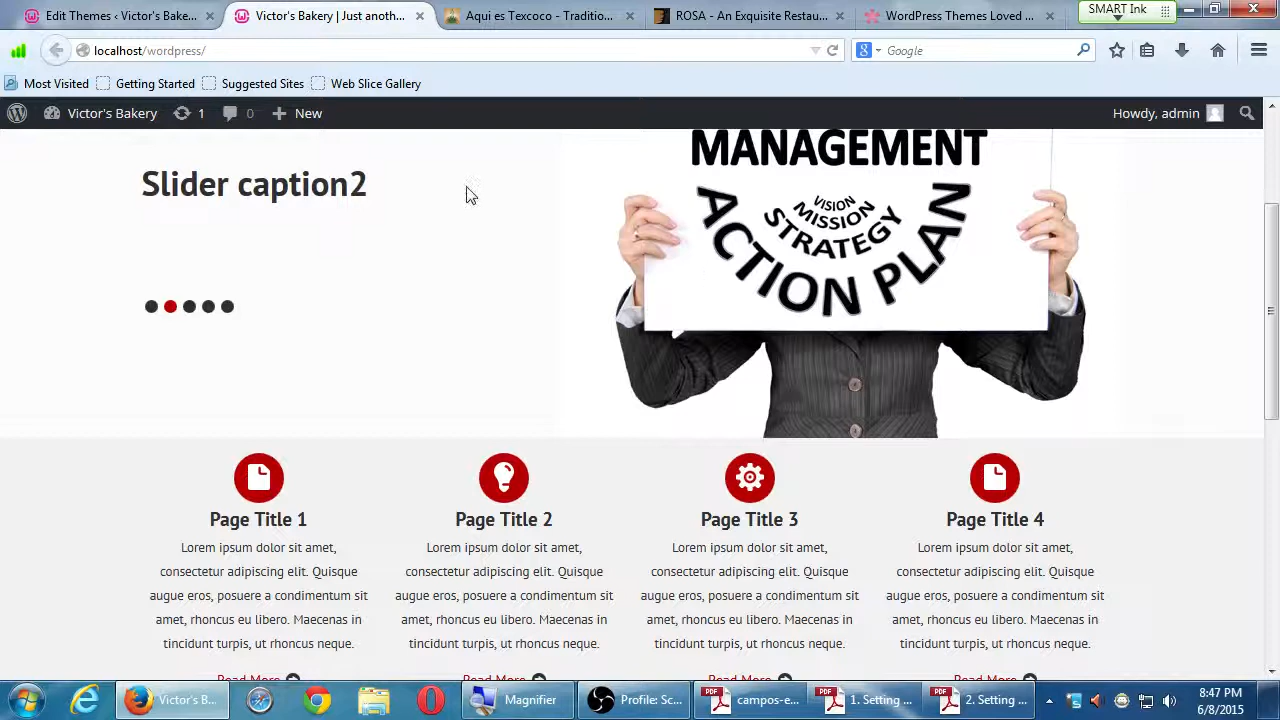 Edit Themes ‹ Victor's Bake...
Victor's Bakery | Just anoth...
Aquí es Texcoco - Traditio...
ROSA - An Exquisite Restau...
WordPress Themes Loved ...
SMART Ink
localhost/wordpress/
Google
Most Visited
Getting Started
Suggested Sites
Web Slice Gallery
Victor's Bakery
1
0
New
Howdy, admin
MANAGEMENT
Slider caption2
VISION
MISSION
STRATEGY
ACTION PLAN
Page Title 1
Page Title 2
Page Title 3
Page Title 4
Lorem ipsum dolor sit amet,
consectetur adipiscing elit. Quisque
augue eros, posuere a condimentum sit
amet, rhoncus eu libero. Maecenas in
tincidunt turpis, ut rhoncus neque.
Lorem ipsum dolor sit amet,
consectetur adipiscing elit. Quisque
augue eros, posuere a condimentum sit
amet, rhoncus eu libero. Maecenas in
tincidunt turpis, ut rhoncus neque.
Lorem ipsum dolor sit amet,
consectetur adipiscing elit. Quisque
augue eros, posuere a condimentum sit
amet, rhoncus eu libero. Maecenas in
tincidunt turpis, ut rhoncus neque.
Lorem ipsum dolor sit amet,
consectetur adipiscing elit. Quisque
augue eros, posuere a condimentum sit
amet, rhoncus eu libero. Maecenas in
tincidunt turpis, ut rhoncus neque.
Read More
Read More
Read More
Read More
Victor's B...
Magnifier
Profile: Sc...
campos-e...
1. Setting ...
2. Setting ...
8:47 PM
6/8/2015